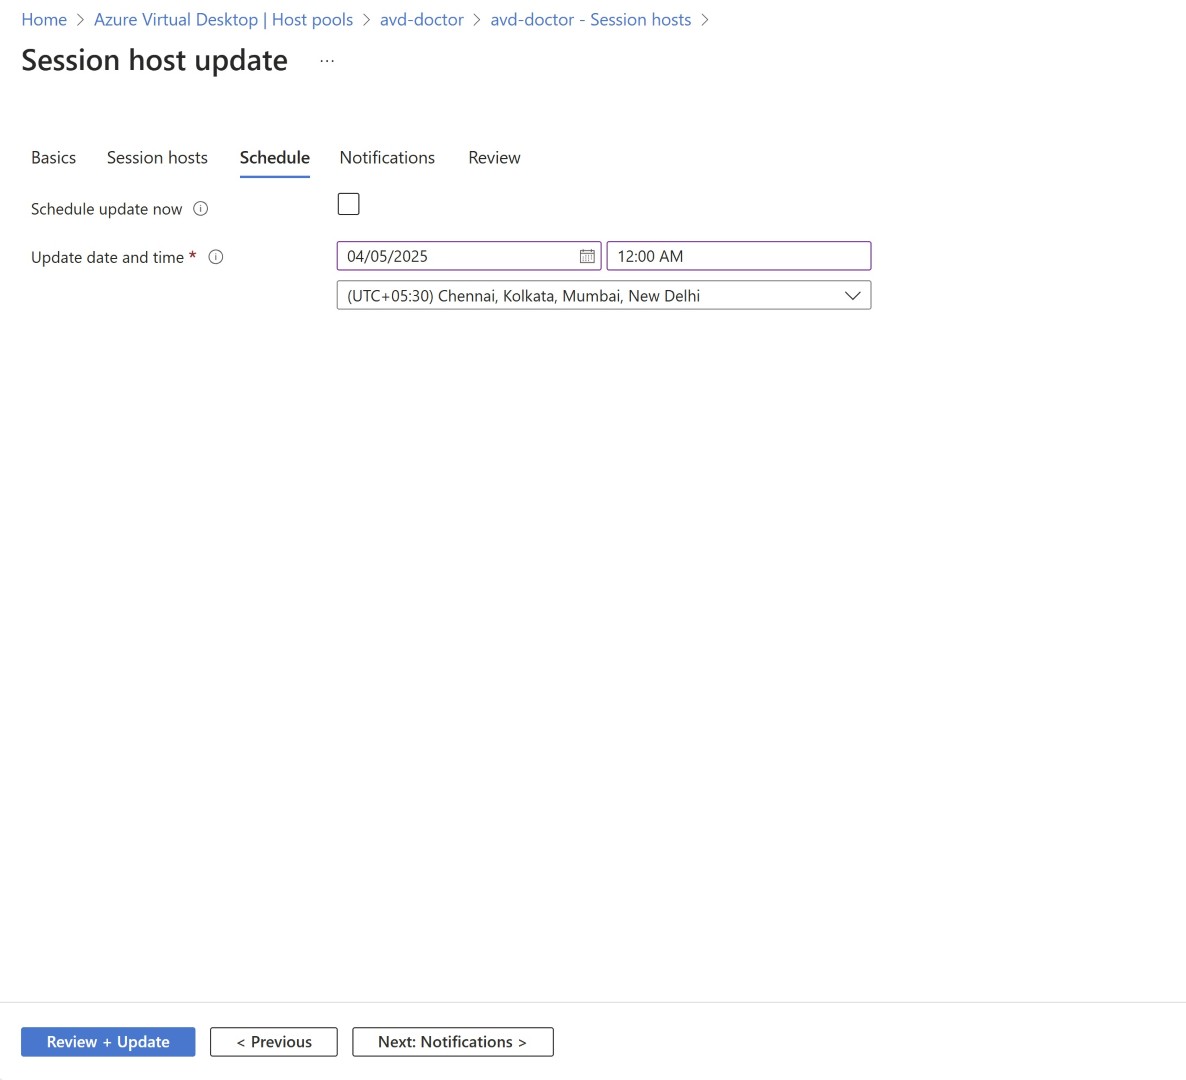 Home > Azure Virtual Desktop | Host pools > avd-doctor > avd-doctor - Session hosts >
Session host update ...
Basics Session hosts Schedule Notifications Review
Schedule update now
Update date and time *
04/05/2025 12:00 AM
(UTC+05:30) Chennai, Kolkata, Mumbai, New Delhi
Review + Update < Previous Next: Notifications >